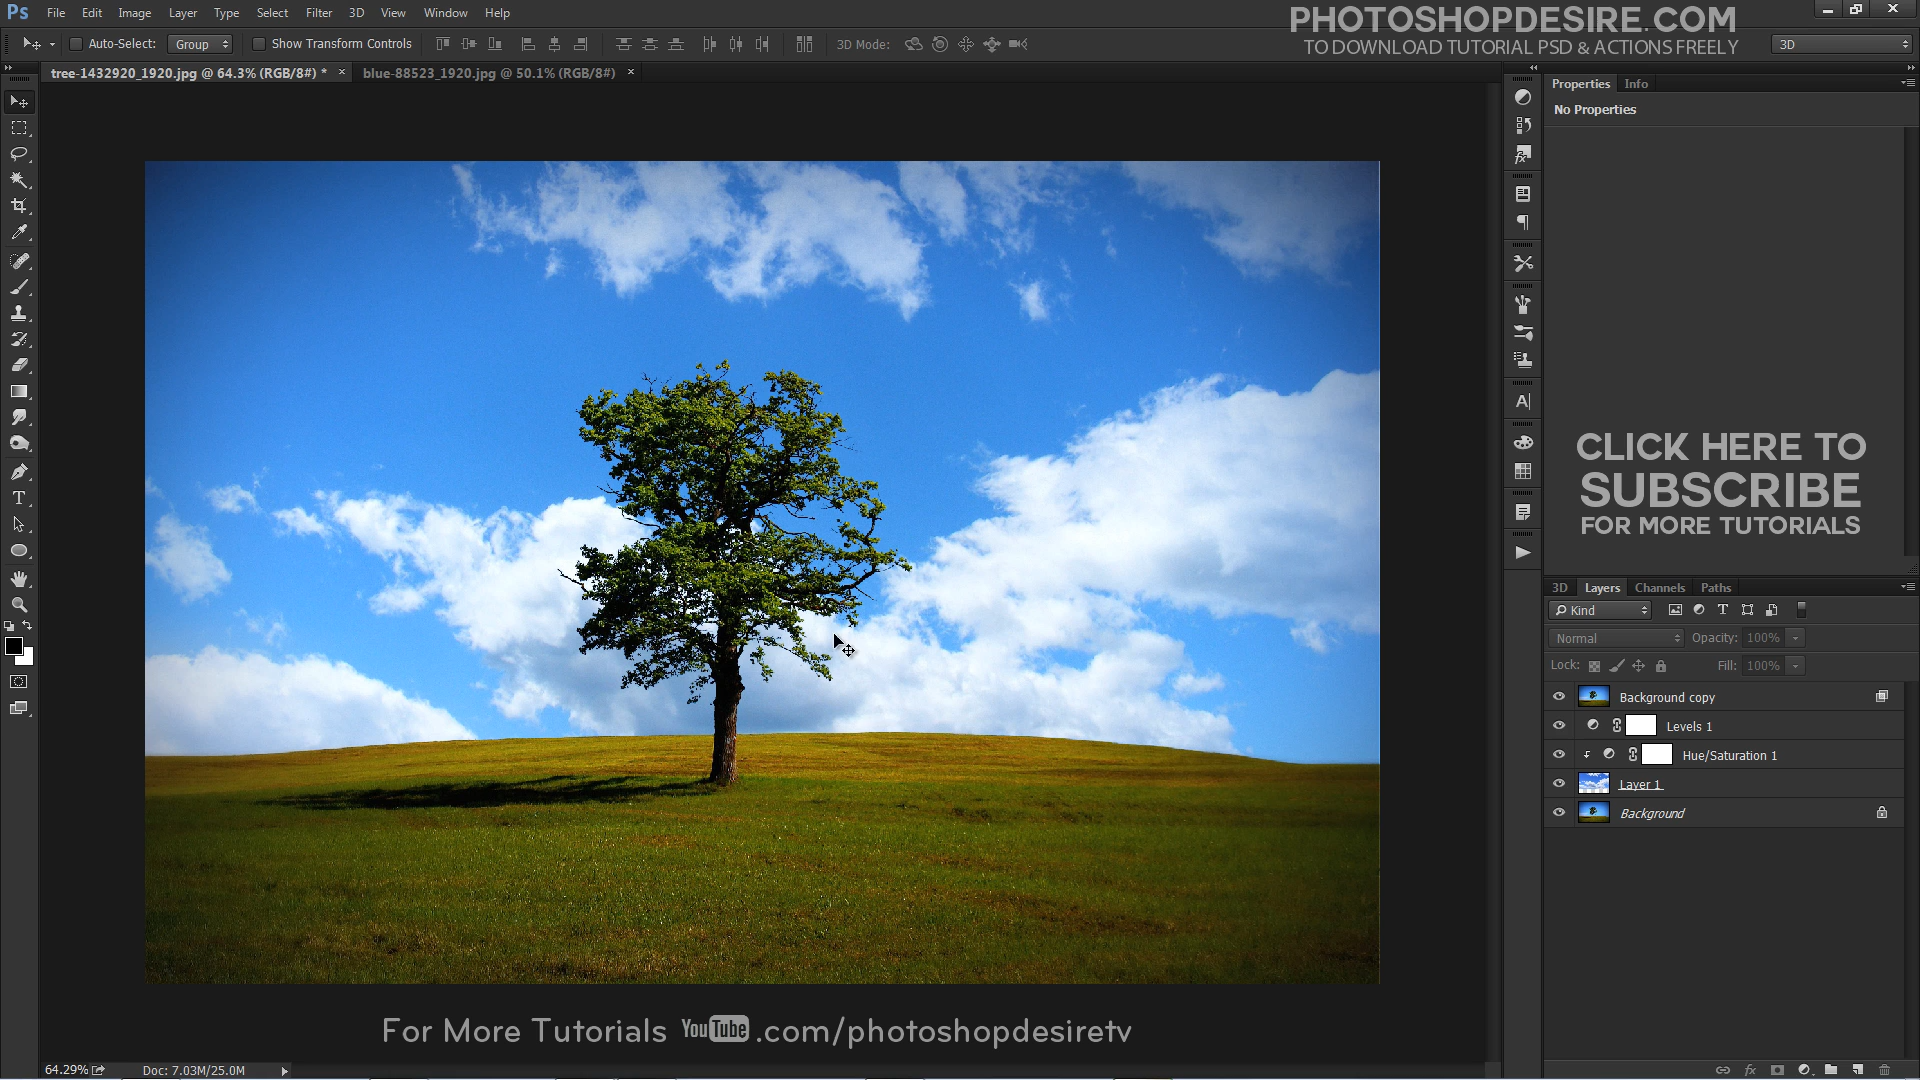 Ps File Edit Image Layer Type Select Filter 3D View Window Help
PHOTOSHOPDESIRE.COM
TO DOWNLOAD TUTORIAL PSD & ACTIONS FREELY
Auto-Select: Group Show Transform Controls 3D Mode: 3D
tree-1432920_1920.jpg @ 64.3% (RGB/8#) * × blue-88523_1920.jpg @ 50.1% (RGB/8#) ×
Properties Info
No Properties
CLICK HERE TO
SUBSCRIBE
FOR MORE TUTORIALS
3D Layers Channels Paths
Kind
Normal Opacity: 100%
Lock: Fill: 100%
Background copy
Levels 1
Hue/Saturation 1
Layer 1
Background
For More Tutorials YouTube.com/photoshopdesiretv
64.29% Doc: 7.03M/25.0M